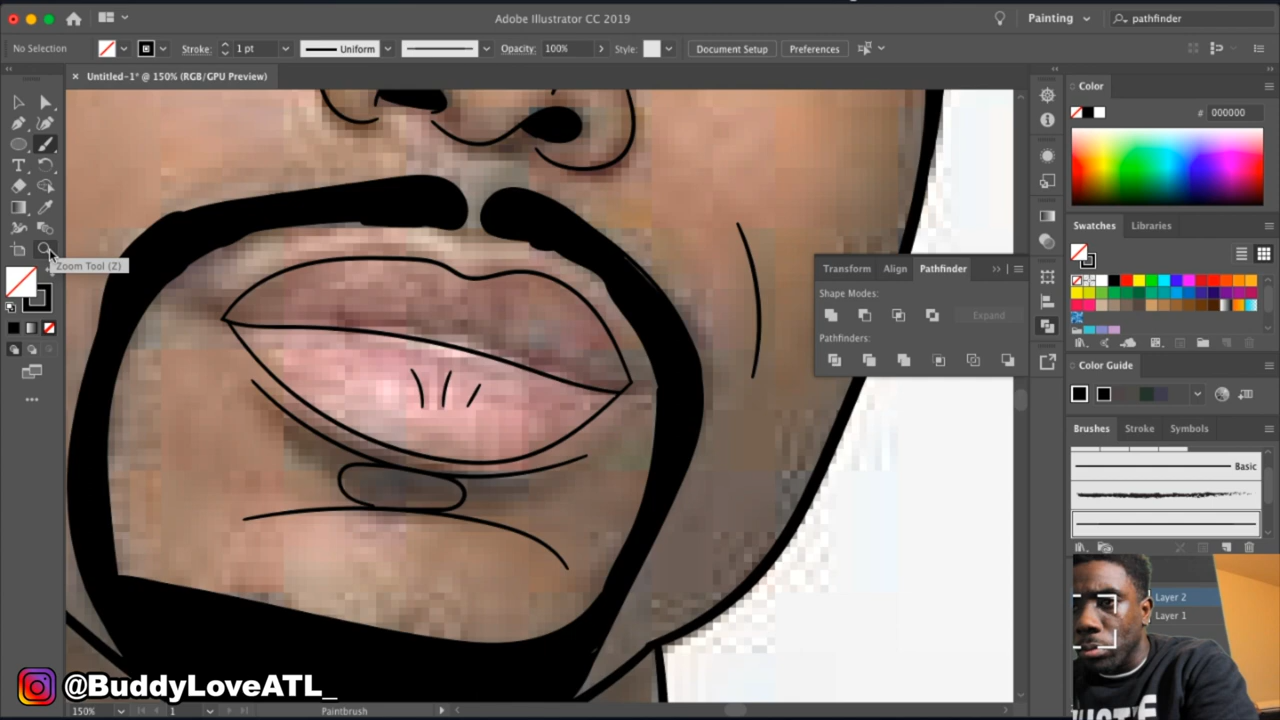 Adobe Illustrator CC 2019
Painting
pathfinder
No Selection
Stroke:
1 pt
Uniform
Opacity:
100%
Style:
Document Setup
Preferences
× Untitled-1* @ 150% (RGB/GPU Preview)
Zoom Tool (Z)
Transform
Align
Pathfinder
Shape Modes:
Expand
Pathfinders:
Color
# 000000
Swatches
Libraries
Color Guide
Brushes
Stroke
Symbols
Basic
Layer 2
Layer 1
@BuddyLoveATL_
150%
1
Paintbrush